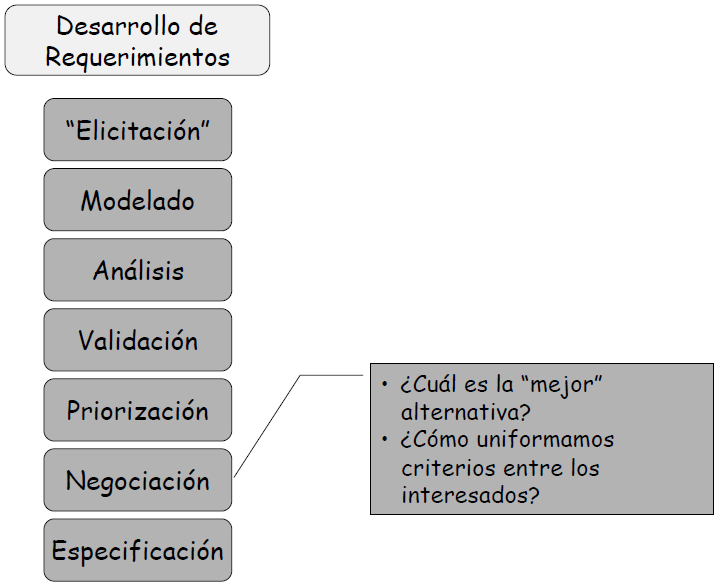 Desarrollo de
Requerimientos
“Elicitación”
Modelado
Análisis
Validación
Priorización
Negociación
Especificación
• ¿Cuál es la “mejor”
alternativa?
• ¿Cómo uniformamos
criterios entre los
interesados?